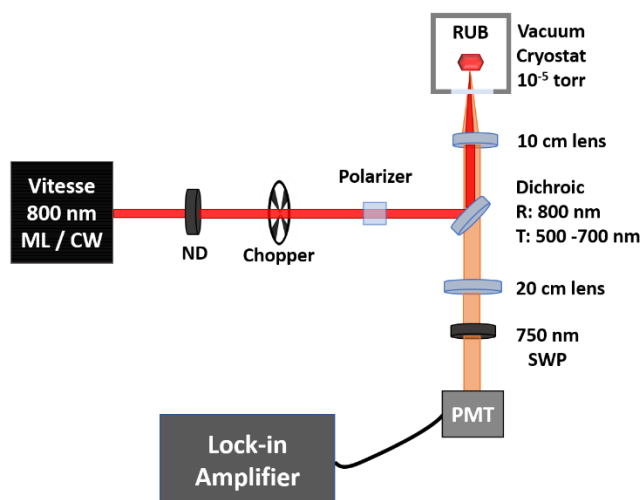 RUB
Vacuum
Cryostat
10-5 torr
10 cm lens
Vitesse
800 nm
ML / CW
ND
Chopper
Polarizer
Dichroic
R: 800 nm
T: 500 -700 nm
20 cm lens
750 nm
SWP
PMT
Lock-in
Amplifier